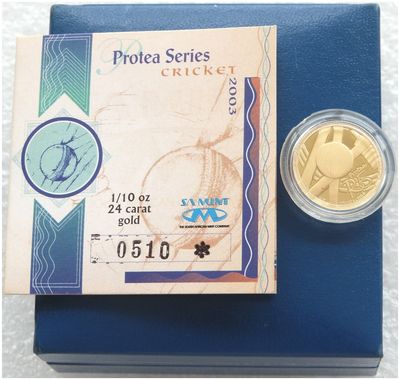 Protea Series
CRICKET
2003
1/10 oz
24 carat
gold
SA MINT
THE SOUTH AFRICAN MINT COMPANY
0510 *